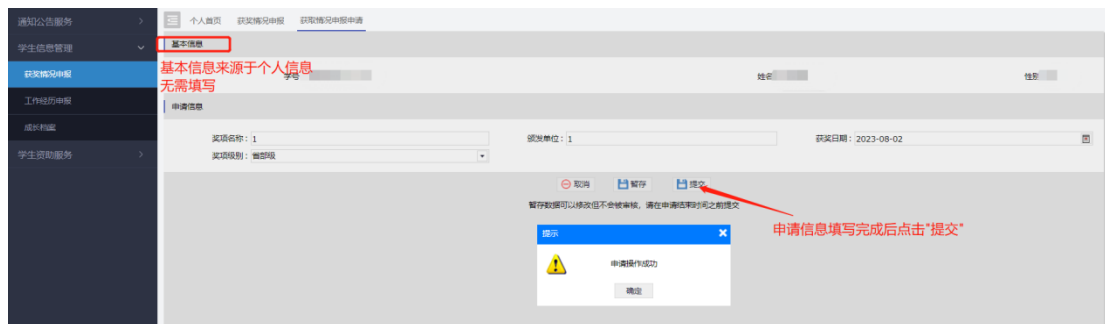 通知公告服务
学生信息管理
获奖情况申报
工作经历申报
成长档案
学生资助服务
个人首页 获奖情况申报 获取情况申报申请
基本信息
基本信息来源于个人信息
无需填写
学号 姓名 性别
申请信息
奖项名称：1 颁发单位：1 获奖日期：2023-08-02
奖项级别：省部级
取消 暂存 提交
暂存数据可以修改但不会被审核，请在申请结束时间之前提交
申请信息填写完成后点击"提交"
提示
申请操作成功
确定